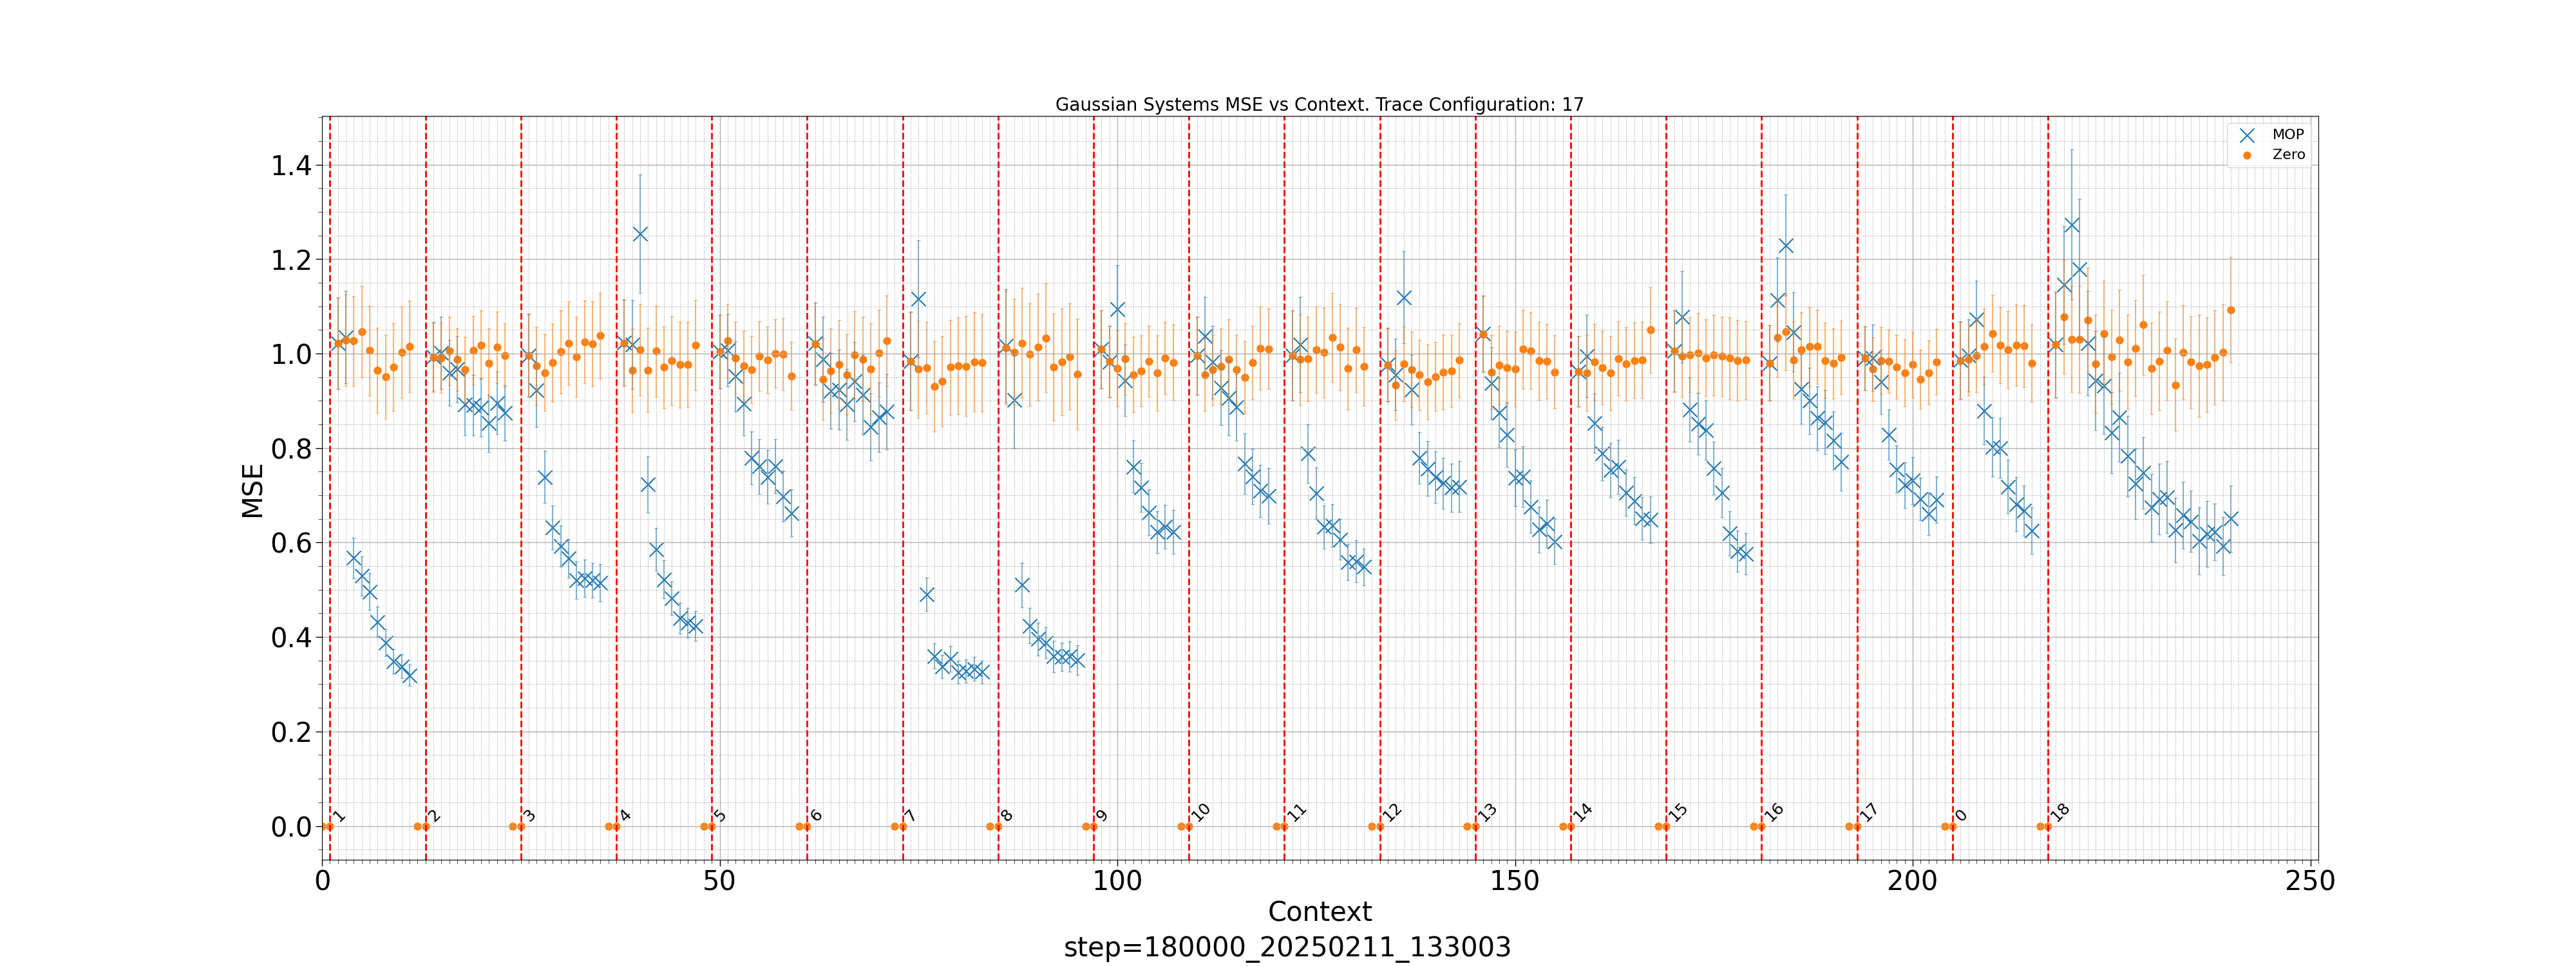 Gaussian Systems MSE vs Context. Trace Configuration: 17
MOP
Zero
1.4
1.2
1.0
0.8
0.6
0.4
0.2
0.0
MSE
1 2 3 4 5 6 7 8 9 10 11 12 13 14 15 16 17 0 18
0 50 100 150 200 250
Context
step=180000_20250211_133003